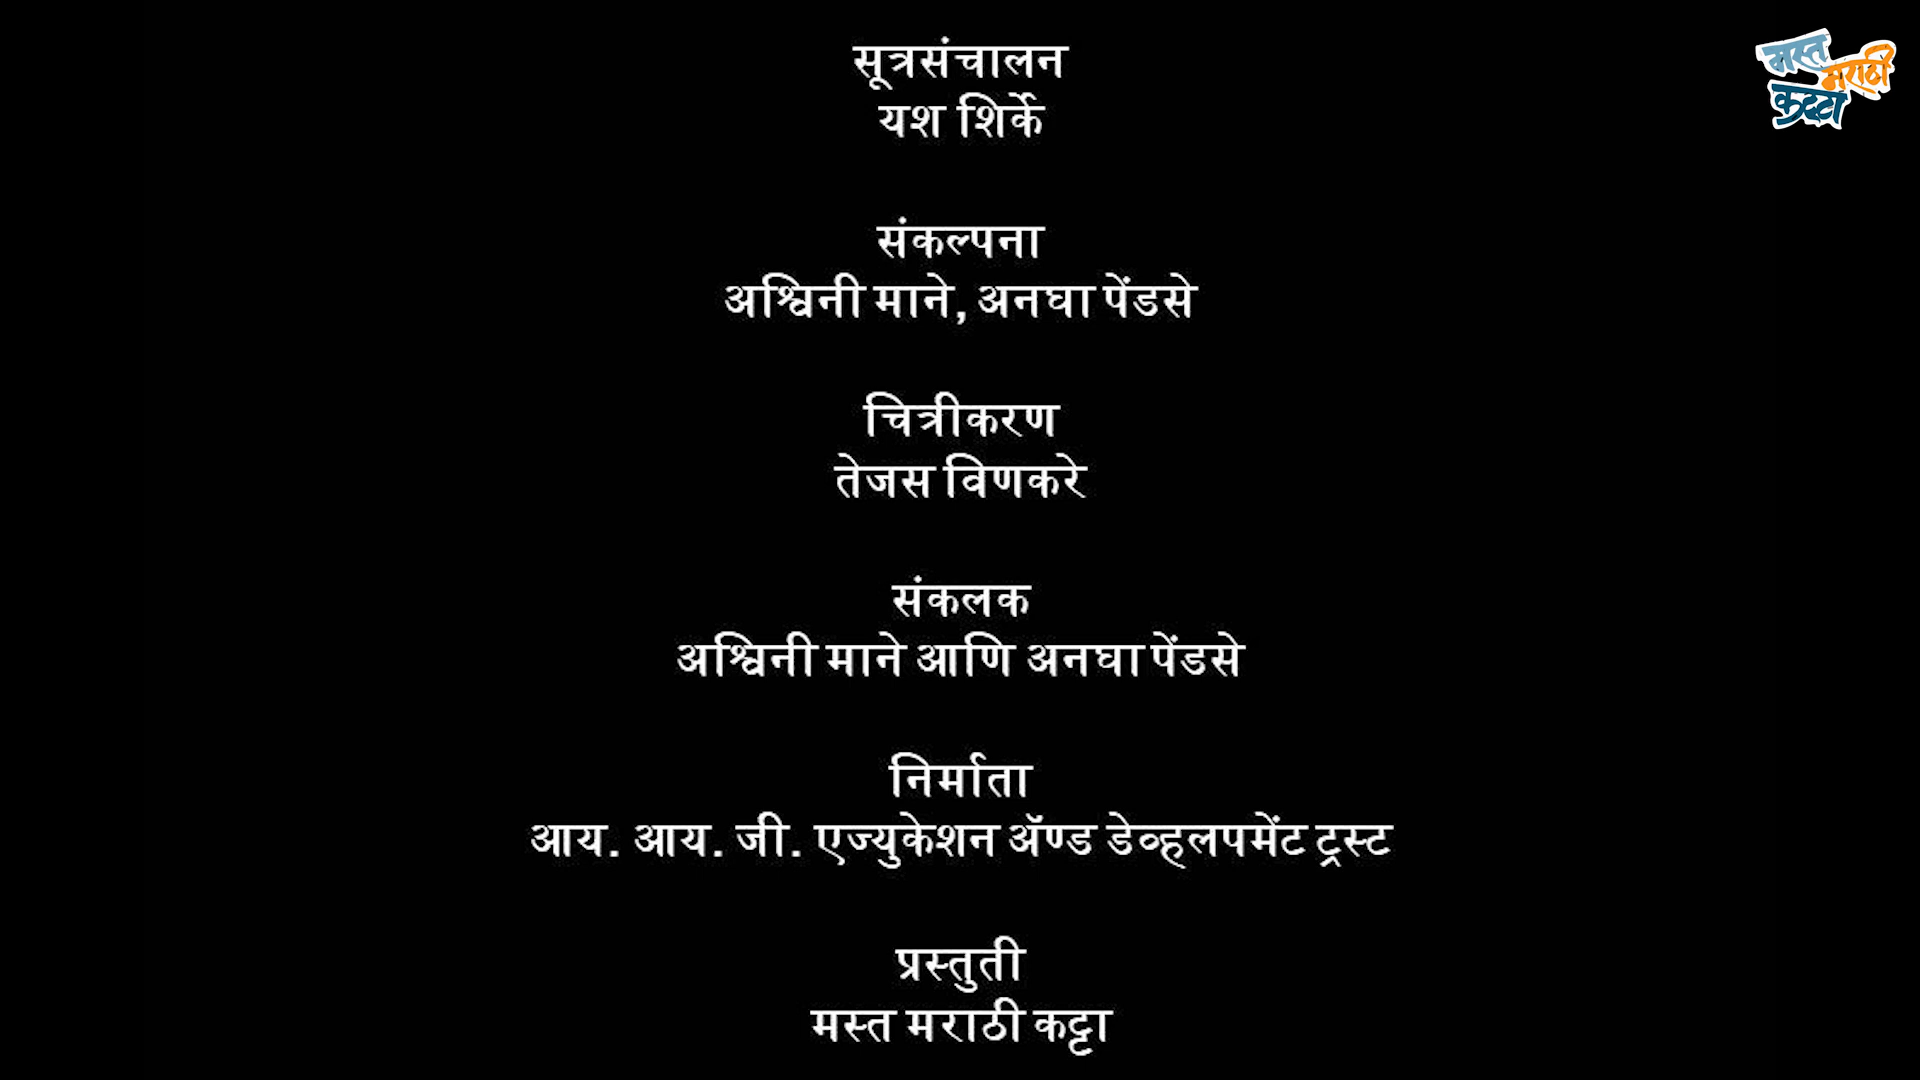 सूत्रसंचालन
यश शिर्के
संकल्पना
अश्विनी माने, अनघा पेंडसे
चित्रीकरण
तेजस विणकरे
संकलक
अश्विनी माने आणि अनघा पेंडसे
निर्माता
आय. आय. जी. एज्युकेशन ॲण्ड डेव्हलपमेंट ट्रस्ट
प्रस्तुती
मस्त मराठी कट्टा
मस्त
मराठी
कट्टा